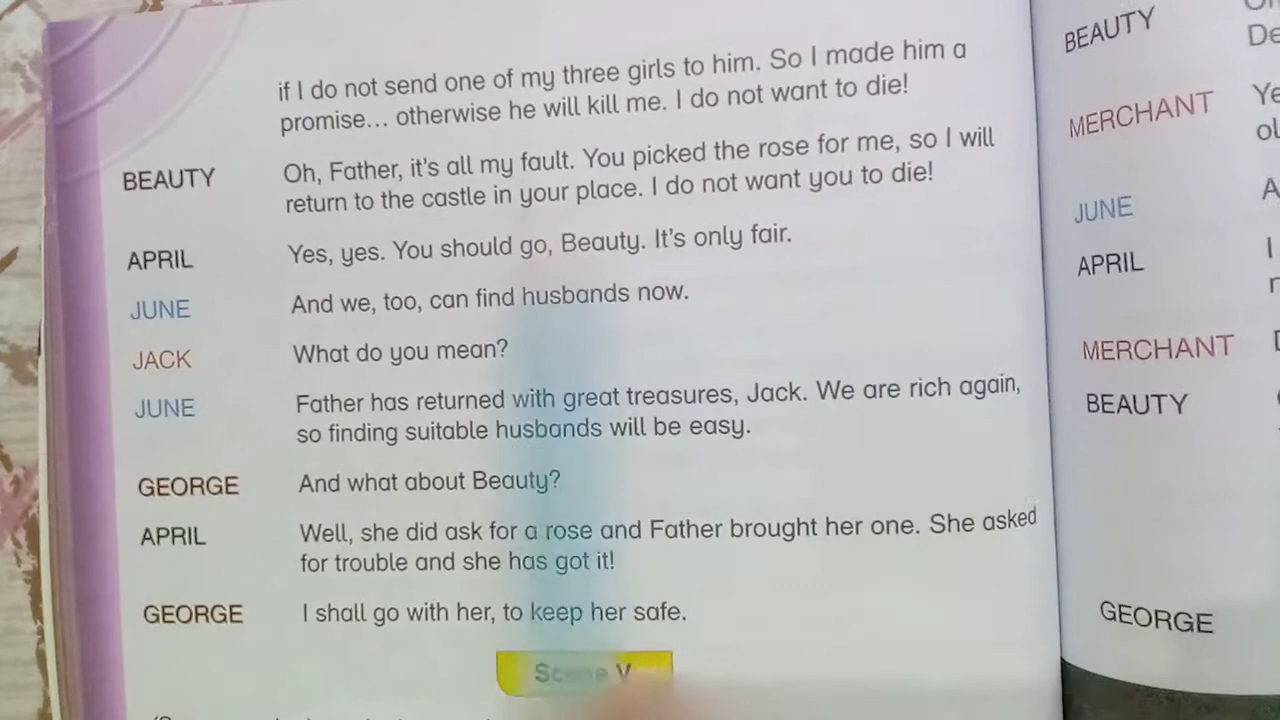 if I do not send one of my three girls to him. So I made him a
promise... otherwise he will kill me. I do not want to die!
BEAUTY Oh, Father, it's all my fault. You picked the rose for me, so I will
return to the castle in your place. I do not want you to die!
APRIL Yes, yes. You should go, Beauty. It's only fair.
JUNE And we, too, can find husbands now.
JACK What do you mean?
JUNE Father has returned with great treasures, Jack. We are rich again,
so finding suitable husbands will be easy.
GEORGE And what about Beauty?
APRIL Well, she did ask for a rose and Father brought her one. She asked
for trouble and she has got it!
GEORGE I shall go with her, to keep her safe.
Scene V
BEAUTY
MERCHANT
JUNE
APRIL
MERCHANT
BEAUTY
GEORGE